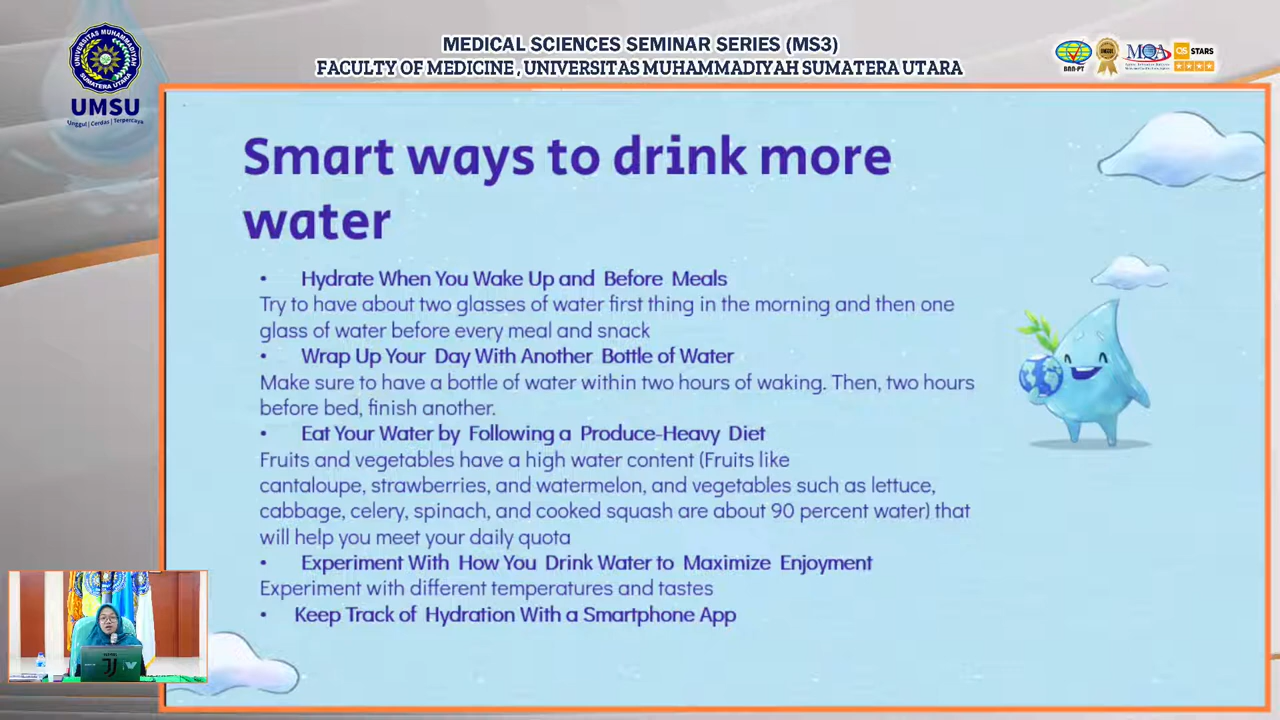 MEDICAL SCIENCES SEMINAR SERIES (MS3)
FACULTY OF MEDICINE , UNIVERSITAS MUHAMMADIYAH SUMATERA UTARA
UMSU
Unggul | Cerdas | Terpercaya
BAN-PT
MQA
STARS
Smart ways to drink more
water
• Hydrate When You Wake Up and Before Meals
Try to have about two glasses of water first thing in the morning and then one
glass of water before every meal and snack
• Wrap Up Your Day With Another Bottle of Water
Make sure to have a bottle of water within two hours of waking. Then, two hours
before bed, finish another.
• Eat Your Water by Following a Produce-Heavy Diet
Fruits and vegetables have a high water content (Fruits like
cantaloupe, strawberries, and watermelon, and vegetables such as lettuce,
cabbage, celery, spinach, and cooked squash are about 90 percent water) that
will help you meet your daily quota
• Experiment With How You Drink Water to Maximize Enjoyment
Experiment with different temperatures and tastes
• Keep Track of Hydration With a Smartphone App